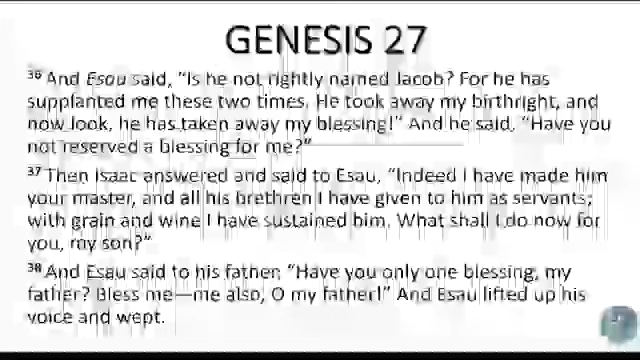 GENESIS 27
36 And Esau said, "Is he not rightly named Jacob? For he has
supplanted me these two times. He took away my birthright, and
now look, he has taken away my blessing!" And he said, "Have you
not reserved a blessing for me?"
37 Then Isaac answered and said to Esau, "Indeed I have made him
your master, and all his brethren I have given to him as servants;
with grain and wine I have sustained him. What shall I do now for
you, my son?"
38 And Esau said to his father, "Have you only one blessing, my
father? Bless me—me also, O my father!" And Esau lifted up his
voice and wept.